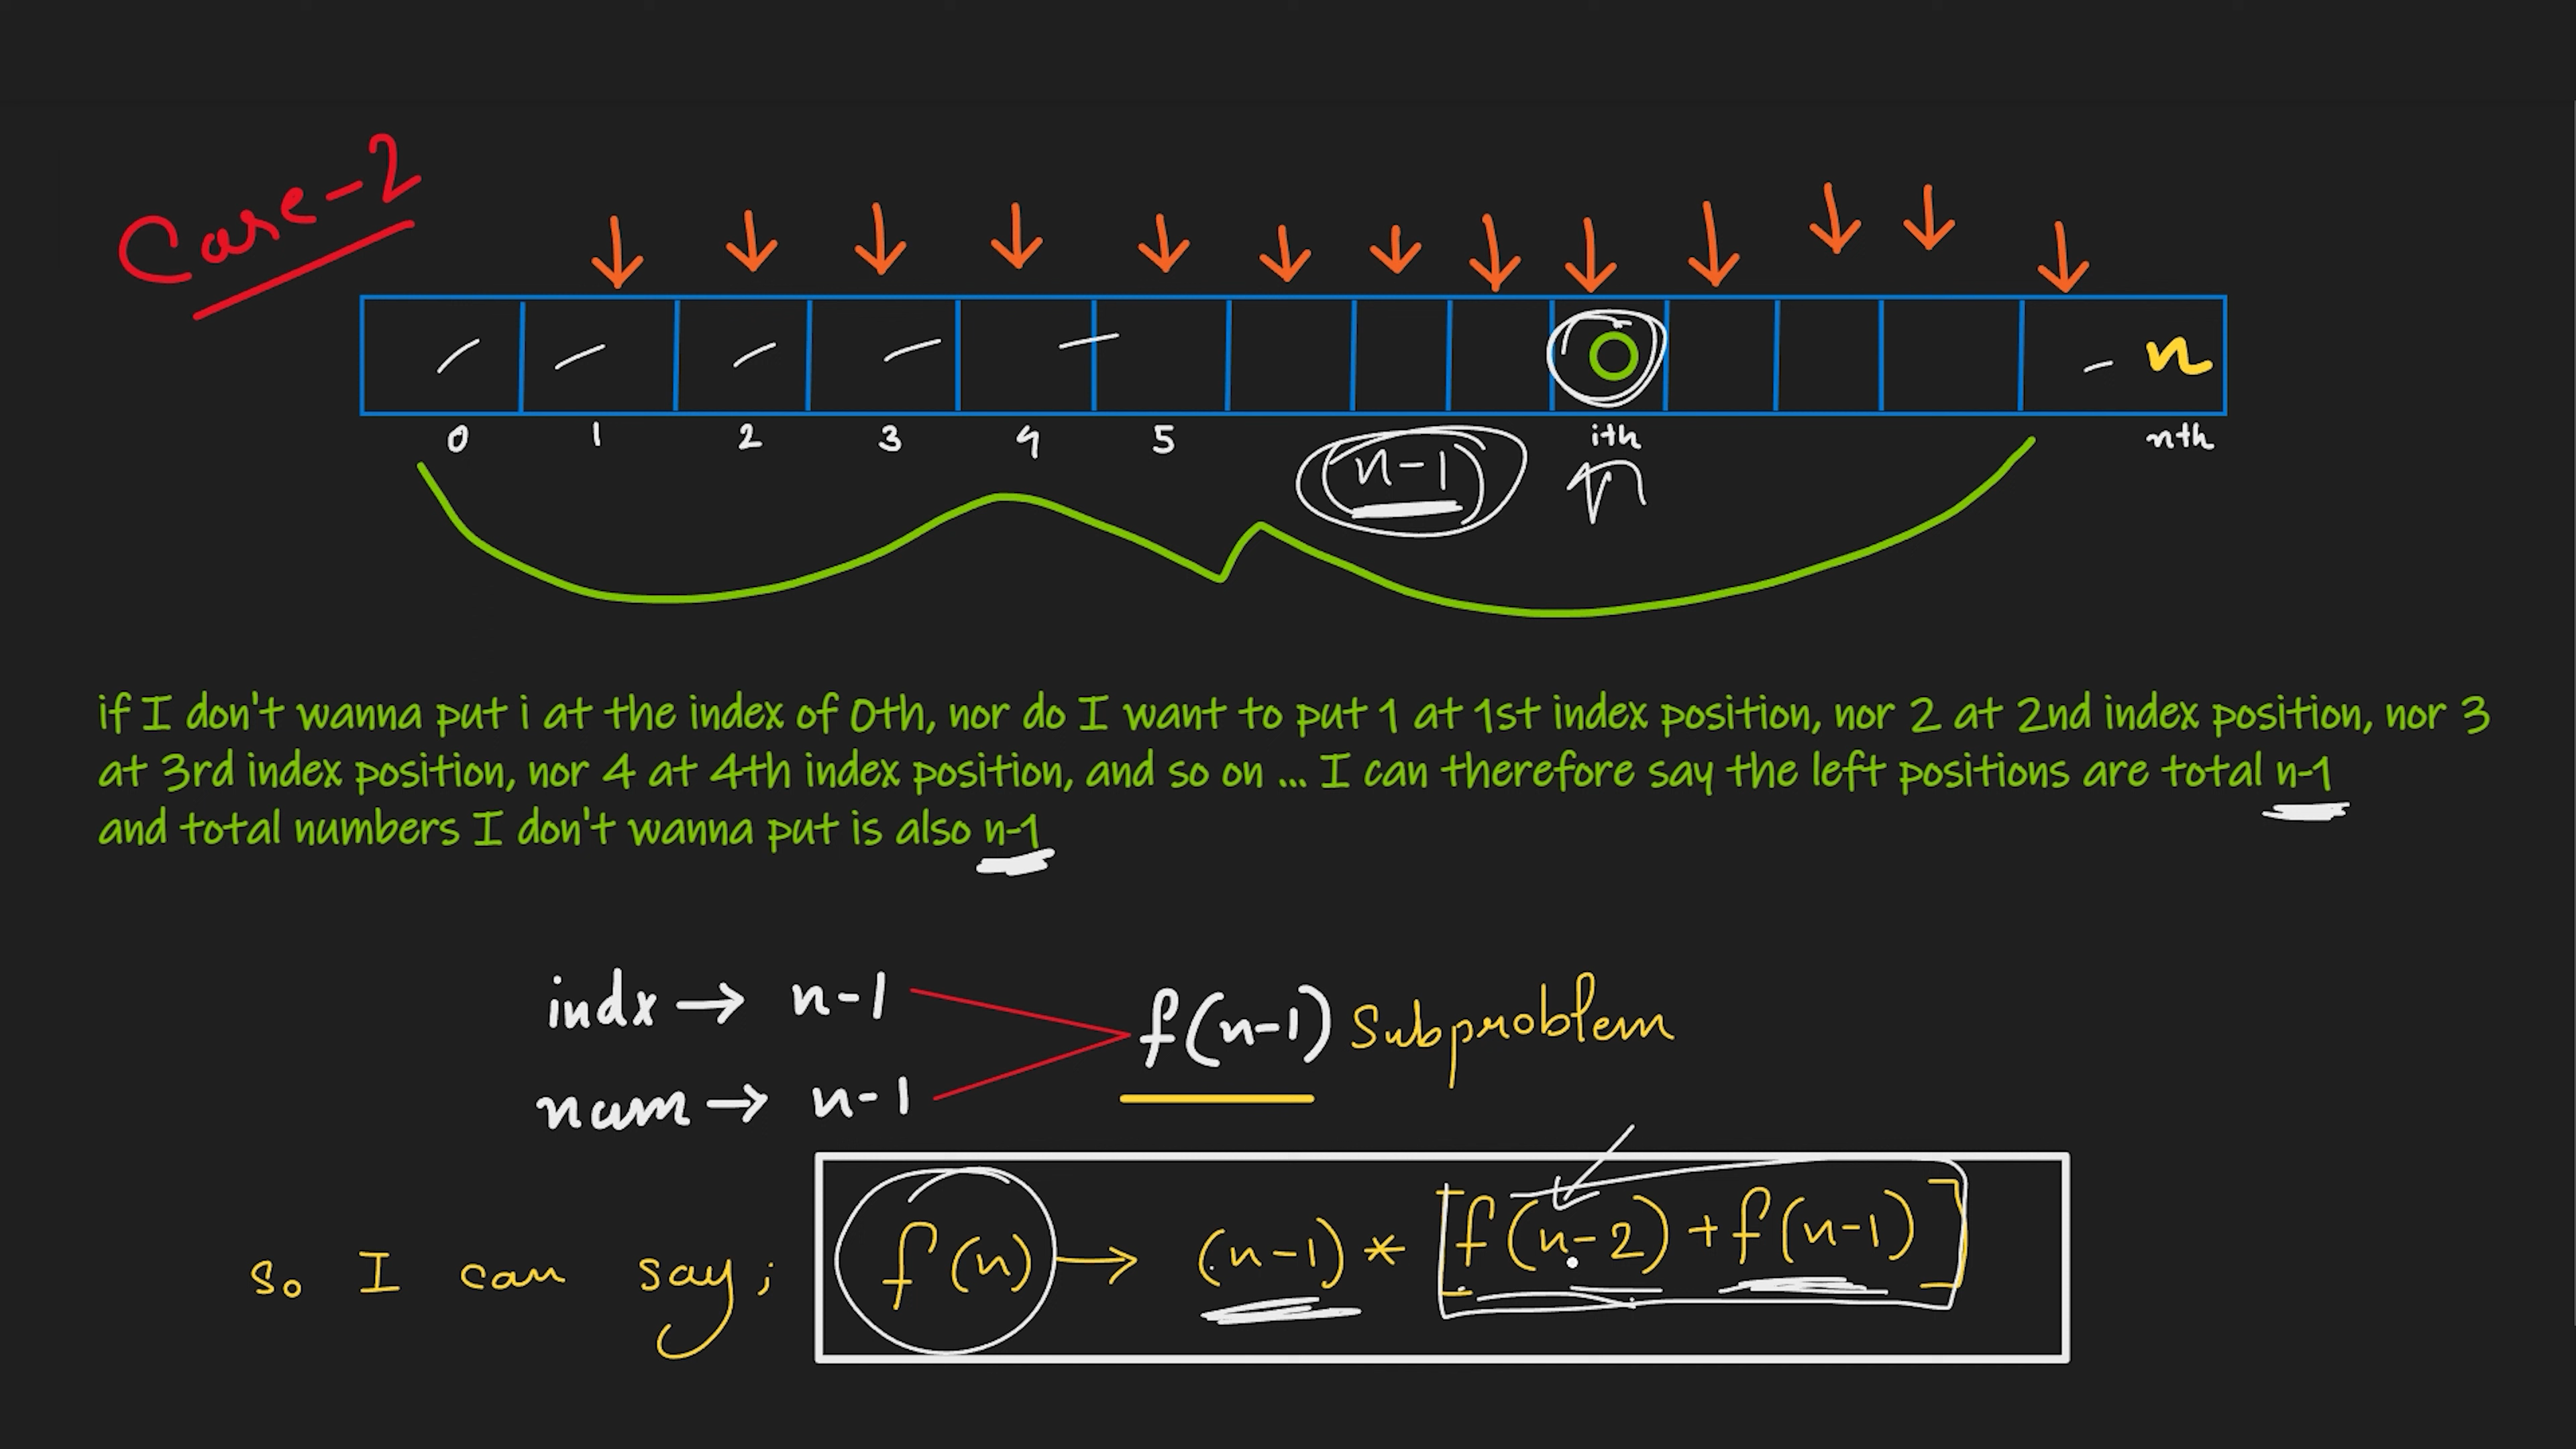 Case-2
0 n
0 1 2 3 4 5 ith nth
n-1
if I don't wanna put i at the index of 0th, nor do I want to put 1 at 1st index position, nor 2 at 2nd index position, nor 3
at 3rd index position, nor 4 at 4th index position, and so on ... I can therefore say the left positions are total n-1
and total numbers I don't wanna put is also n-1
indx → n-1
f(n-1) Subproblem
num → n-1
so I can say; f(n) → (n-1) * [f(n-2) + f(n-1)]